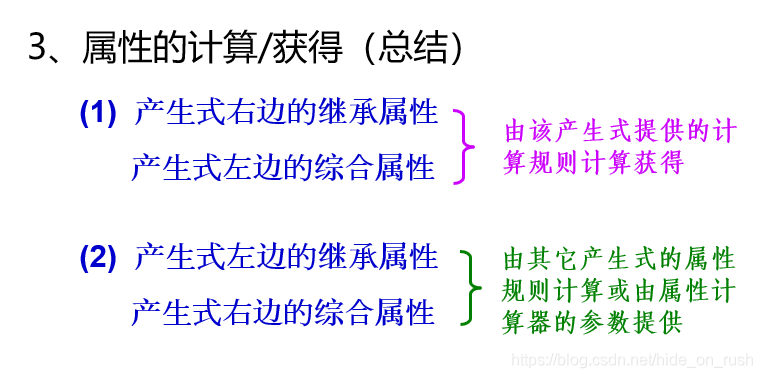 3、属性的计算/获得（总结）
(1) 产生式右边的继承属性
产生式左边的综合属性
由该产生式提供的计
算规则计算获得
(2) 产生式左边的继承属性
产生式右边的综合属性
由其它产生式的属性
规则计算或由属性计
算器的参数提供
https://blog.csdn.net/hide_on_rush